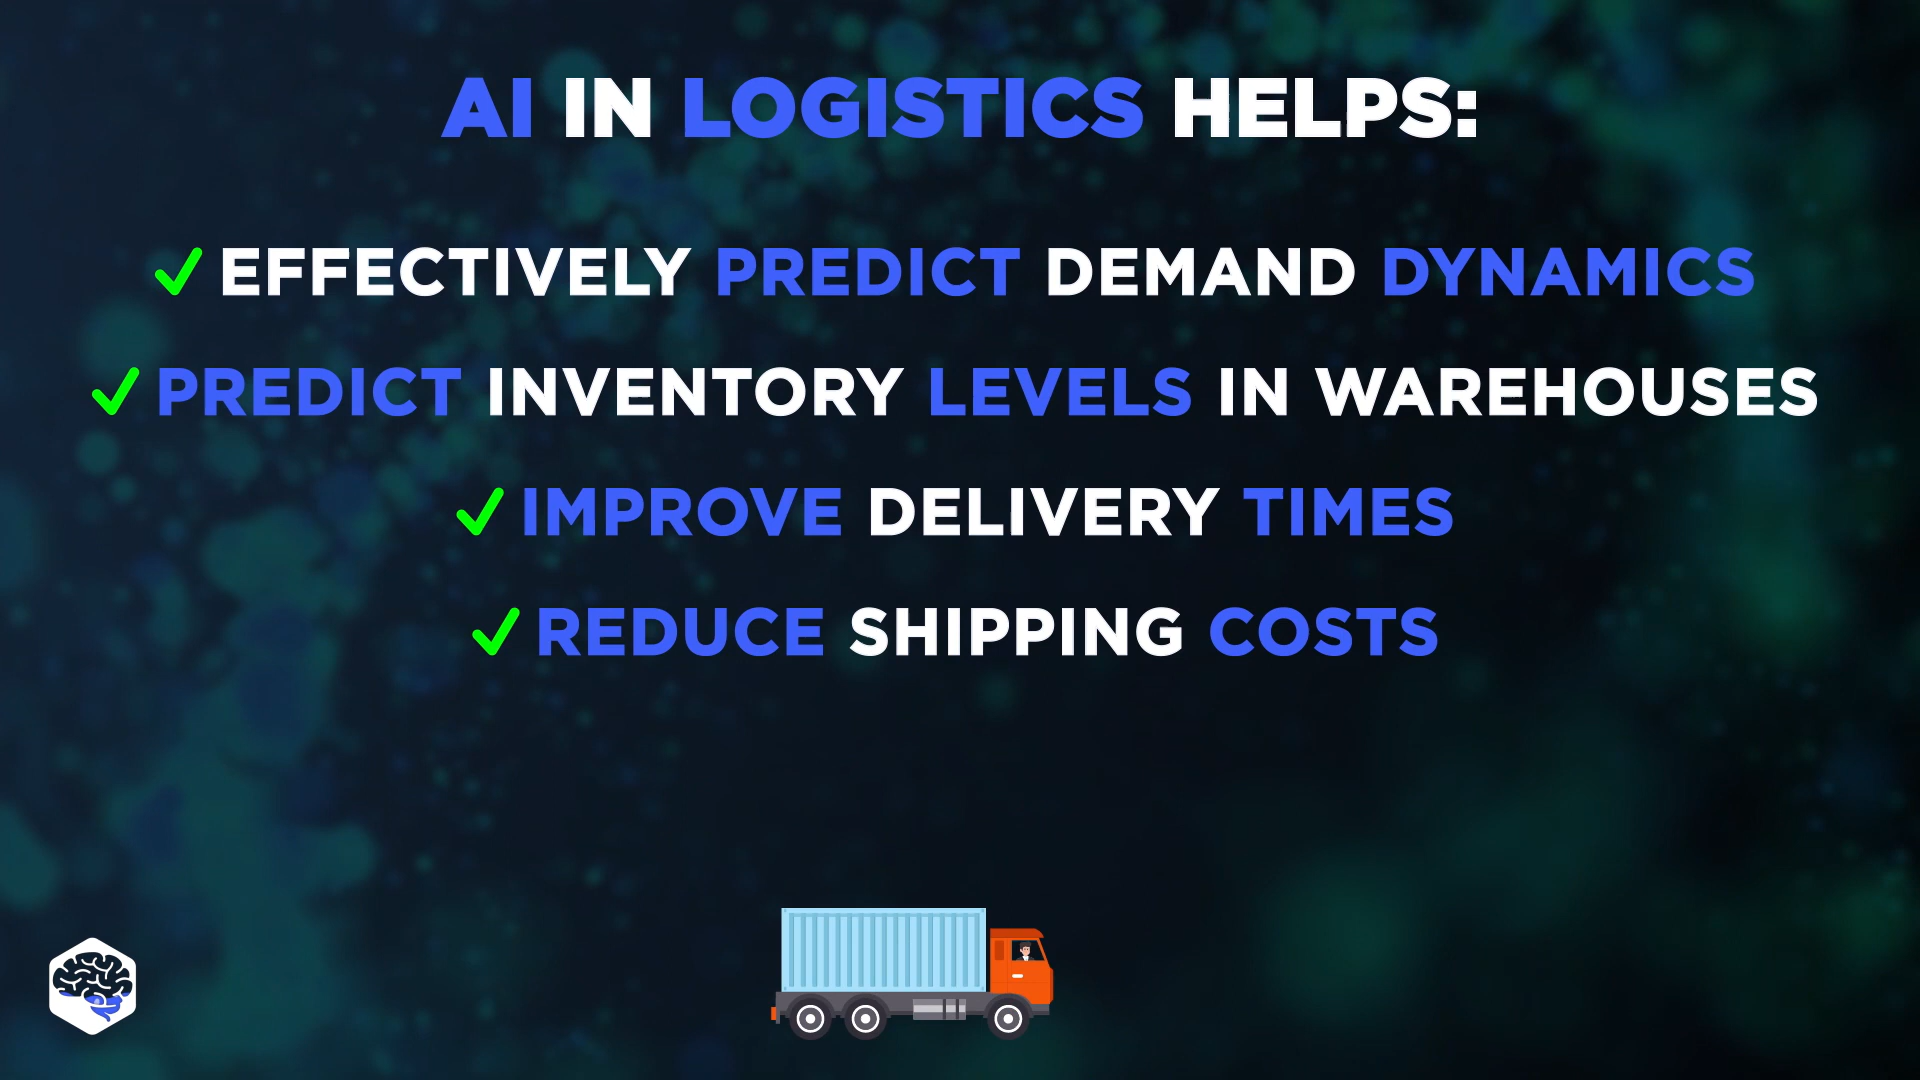 AI IN LOGISTICS HELPS:
EFFECTIVELY PREDICT DEMAND DYNAMICS
PREDICT INVENTORY LEVELS IN WAREHOUSES
IMPROVE DELIVERY TIMES
REDUCE SHIPPING COSTS